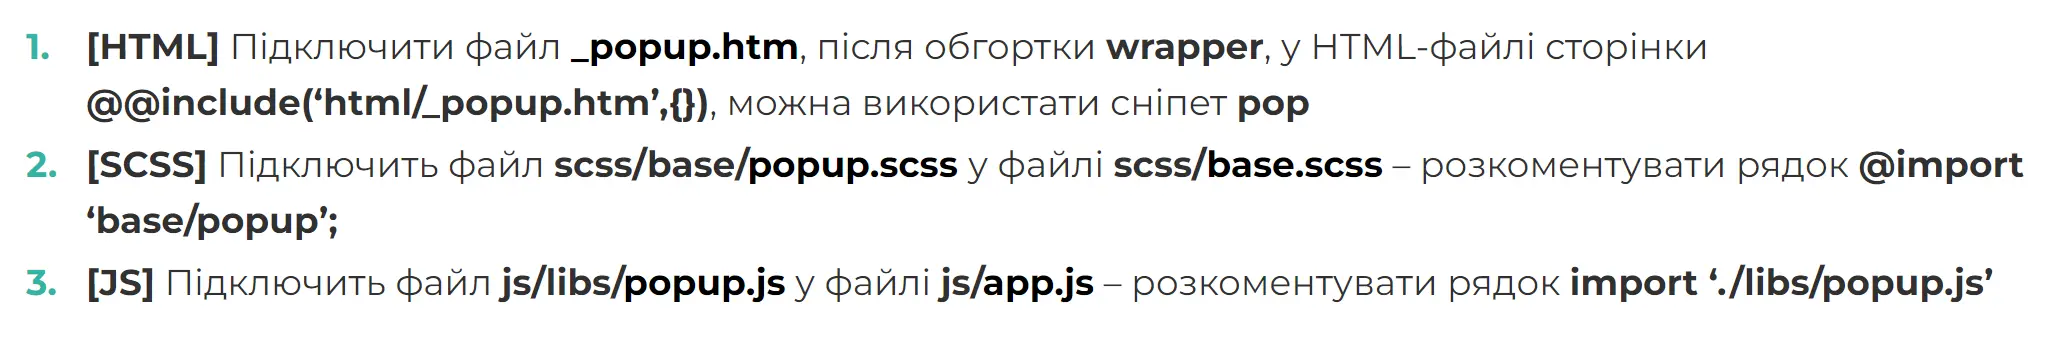 1. [HTML] Підключити файл _popup.htm, після обгортки wrapper, у HTML-файлі сторінки
@@include(‘html/_popup.htm’,{}), можна використати сніпет pop
2. [SCSS] Підключить файл scss/base/popup.scss у файлі scss/base.scss – розкоментувати рядок @import
‘base/popup’;
3. [JS] Підключить файл js/libs/popup.js у файлі js/app.js – розкоментувати рядок import ‘./libs/popup.js’